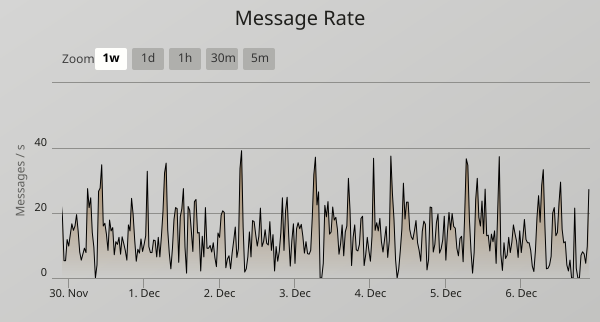 Message Rate
Zoom 1w 1d 1h 30m 5m
Messages / s
40
20
0
30. Nov 1. Dec 2. Dec 3. Dec 4. Dec 5. Dec 6. Dec